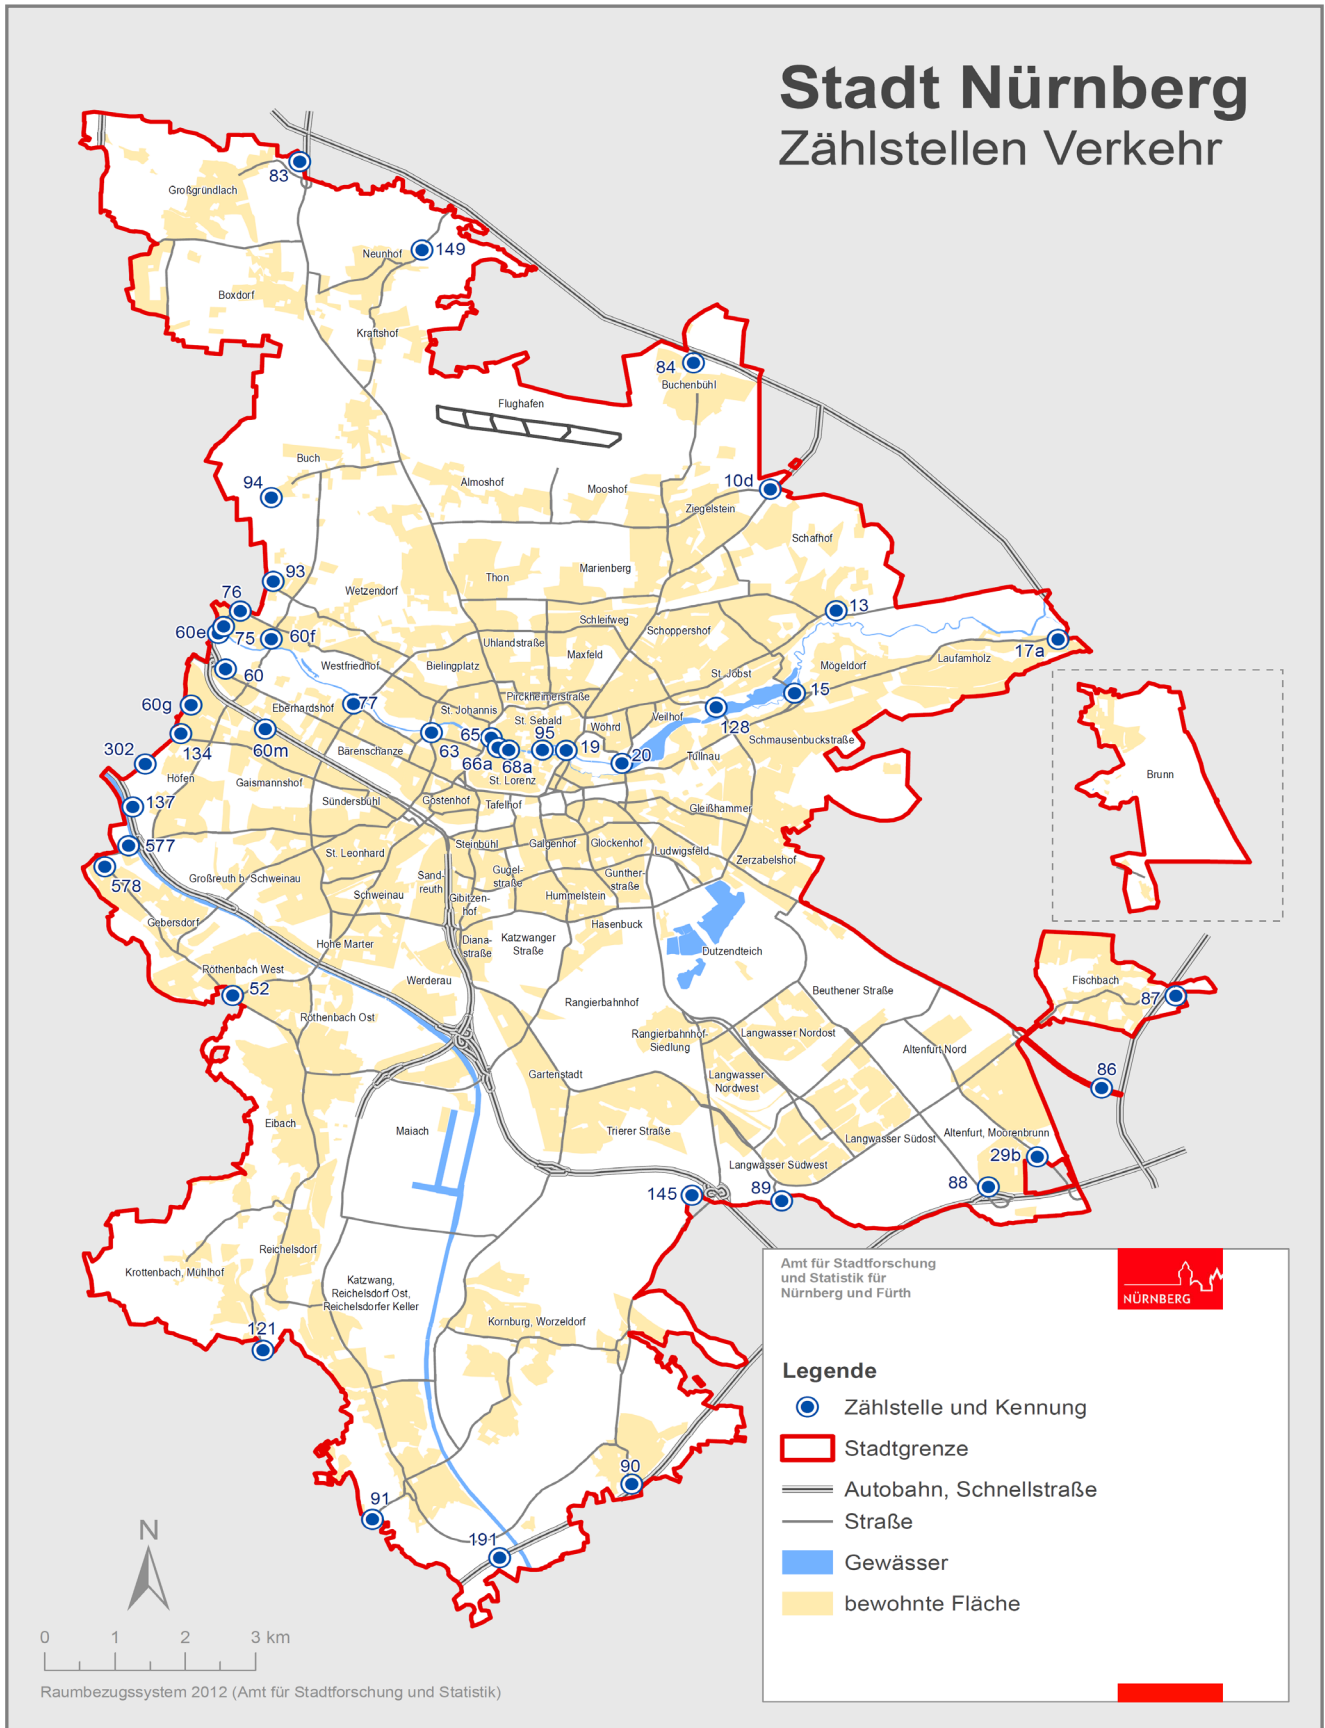 Stadt Nürnberg
Zählstellen Verkehr
83
Großgründlach
149
Neunhof
Boxdorf
Kraftshof
84
Buchenbühl
Flughafen
Buch
94
Almoshof
Mooshof
10d
Ziegelstein
Schafhof
93
Marienberg
Thon
Wetzendorf
76
13
Schleifweg
60e
75
60f
Schoppershof
Uhlandstraße
Maxfeld
17a
Laufamholz
Westfriedhof
Bielingplatz
Mögeldorf
60
St. Jobst
15
Pirckheimerstraße
60g
Eberhardshof
77
St. Johannis
St. Sebald
Veilhof
Wöhrd
128
134
60m
63
65
95
19
20
Schmausenbuckstraße
302
Bärenschanze
66a
68a
Tullnau
Höfen
Gaismannshof
St. Lorenz
137
Sündersbühl
Gostenhof
Tafelhof
Gleißhammer
577
St. Leonhard
Steinbühl
Galgenhof
Glockenhof
Ludwigsfeld
Zerzabelshof
578
Großreuth b. Schweinau
Sand-
reuth
Gugel-
straße
Gunther-
straße
Schweinau
Gibitzen-
hof
Hummelstein
Gebersdorf
Hasenbuck
Hohe Marter
Diana-
straße
Katzwanger
Straße
Dutzendteich
Röthenbach West
52
Werderau
Rangierbahnhof
Beuthener Straße
Röthenbach Ost
Rangierbahnhof-
Siedlung
Langwasser Nordost
Altenfurt Nord
Brunn
Fischbach
87
86
Gartenstadt
Langwasser
Nordwest
Eibach
Maiach
Trierer Straße
Langwasser Südost
Altenfurt, Moorenbrunn
29b
Langwasser Südwest
145
89
88
Reichelsdorf
Krottenbach, Mühlhof
Katzwang,
Reichelsdorf Ost,
Reichelsdorfer Keller
Kornburg, Worzeldorf
121
90
91
191
Amt für Stadtforschung
und Statistik für
Nürnberg und Fürth
NÜRNBERG
Legende
Zählstelle und Kennung
Stadtgrenze
Autobahn, Schnellstraße
Straße
Gewässer
bewohnte Fläche
N
0 1 2 3 km
Raumbezugssystem 2012 (Amt für Stadtforschung und Statistik)